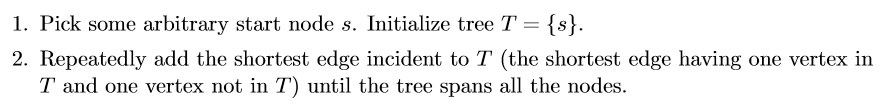 1. Pick some arbitrary start node s. Initialize tree T = {s}.
2. Repeatedly add the shortest edge incident to T (the shortest edge having one vertex in
T and one vertex not in T) until the tree spans all the nodes.